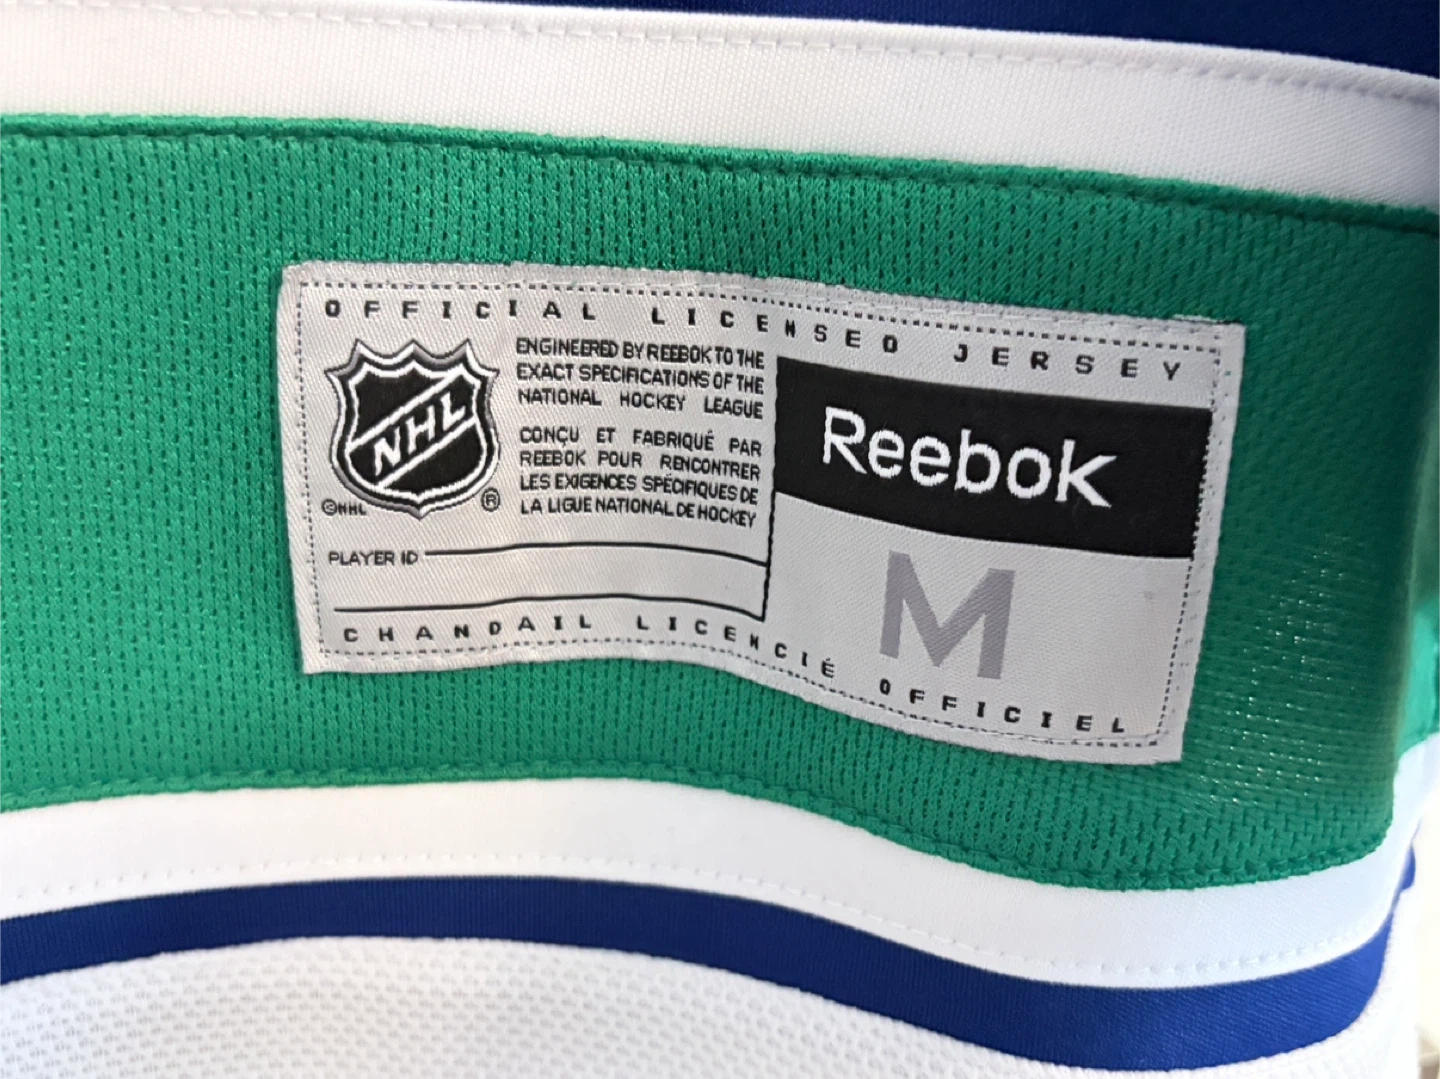 OFFICIAL LICENSED JERSEY
NHL
©NHL ®
ENGINEERED BY REEBOK TO THE
EXACT SPECIFICATIONS OF THE
NATIONAL HOCKEY LEAGUE
CONÇU ET FABRIQUÉ PAR
REEBOK POUR RENCONTRER
LES EXIGENCES SPÉCIFIQUES DE
LA LIGUE NATIONAL DE HOCKEY
PLAYER ID
Reebok
M
CHANDAIL LICENCIÉ OFFICIEL